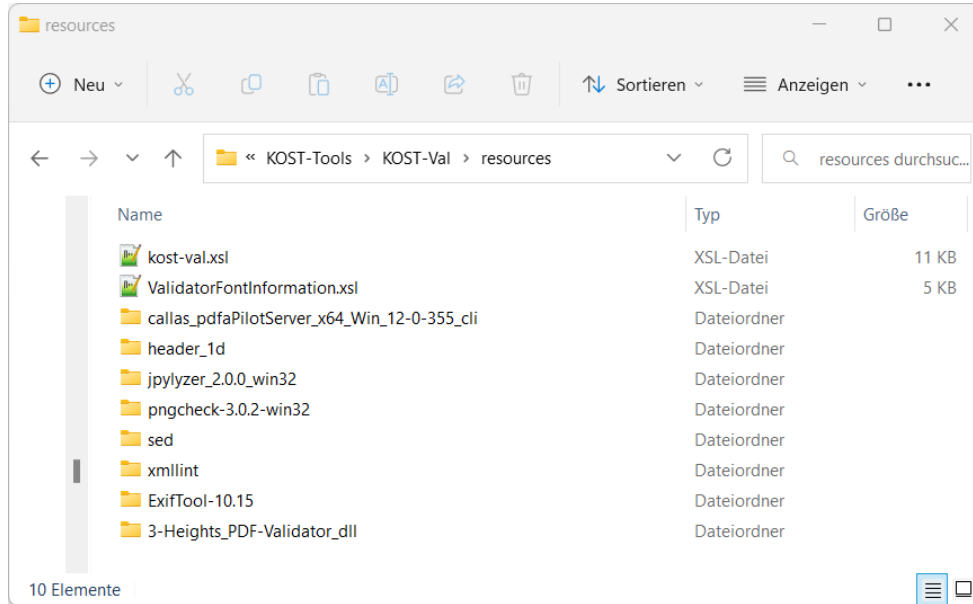 resources
Neu Sortieren Anzeigen
« KOST-Tools > KOST-Val > resources resources durchsuc...
Name Typ Größe
kost-val.xsl XSL-Datei 11 KB
ValidatorFontInformation.xsl XSL-Datei 5 KB
callas_pdfaPilotServer_x64_Win_12-0-355_cli Dateiordner
header_1d Dateiordner
jpylyzer_2.0.0_win32 Dateiordner
pngcheck-3.0.2-win32 Dateiordner
sed Dateiordner
xmllint Dateiordner
ExifTool-10.15 Dateiordner
3-Heights_PDF-Validator_dll Dateiordner
10 Elemente